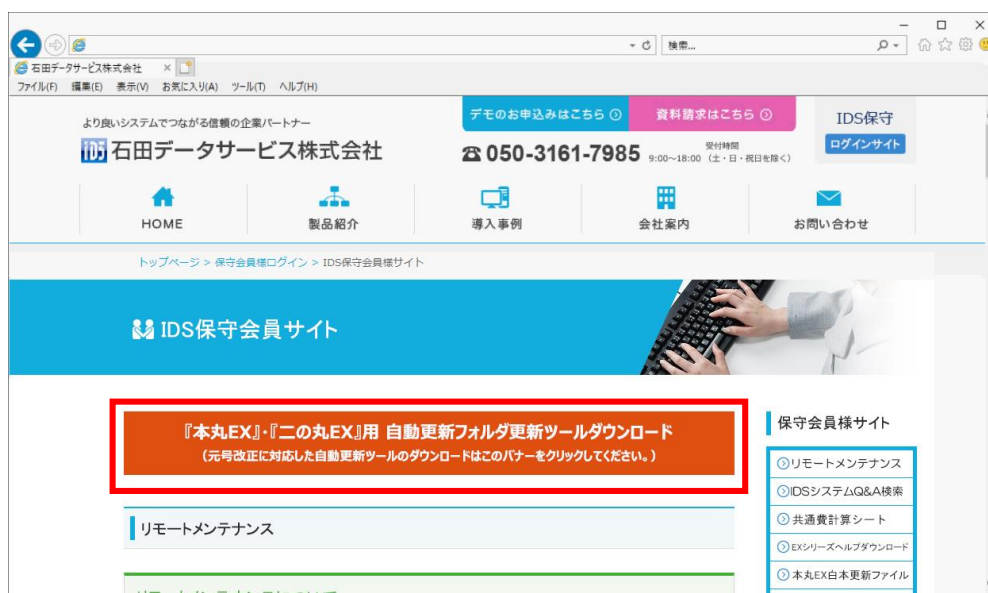 検索...
石田データサービス株式会社
ファイル(F) 編集(E) 表示(V) お気に入り(A) ツール(T) ヘルプ(H)
より良いシステムでつながる信頼の企業パートナー
石田データサービス株式会社
デモのお申込みはこちら
資料請求はこちら
050-3161-7985
受付時間
9:00~18:00 (土・日・祝日を除く)
IDS保守
ログインサイト
HOME
製品紹介
導入事例
会社案内
お問い合わせ
トップページ > 保守会員様ログイン > IDS保守会員様サイト
IDS保守会員サイト
『本丸EX』・『二の丸EX』用 自動更新フォルダ更新ツールダウンロード
(元号改正に対応した自動更新ツールのダウンロードはこのバナーをクリックしてください。)
リモートメンテナンス
保守会員様サイト
リモートメンテナンス
IDSシステムQ&A検索
共通費計算シート
EXシリーズヘルプダウンロード
本丸EX白本更新ファイル